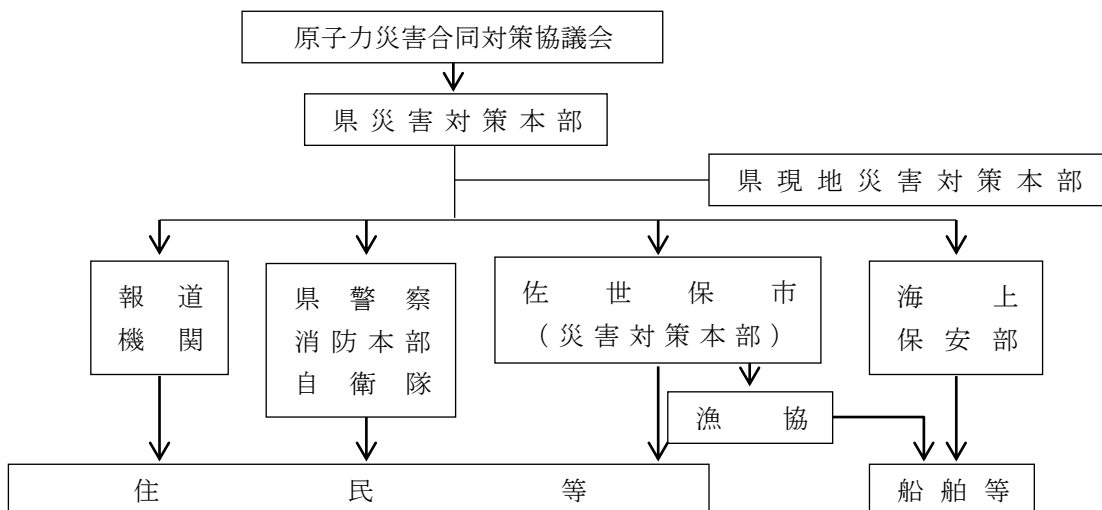 原子力災害合同対策協議会
県災害対策本部
県現地災害対策本部
報道
機関
県警察
消防本部
自衛隊
佐世保市
(災害対策本部)
海上
保安部
漁協
住民等
船舶等